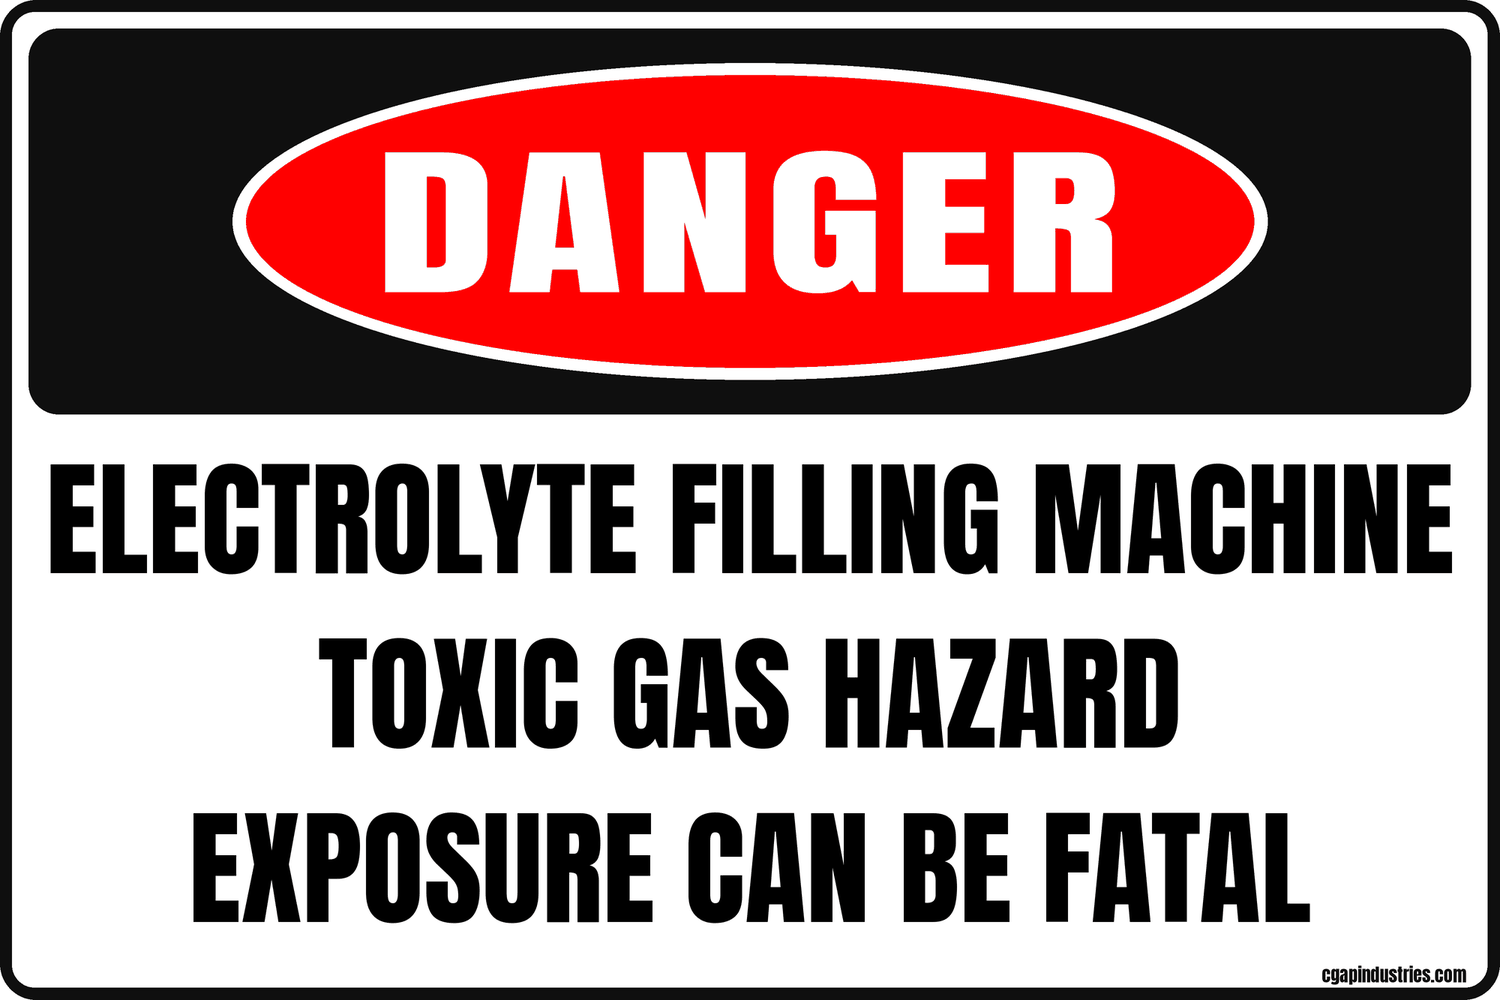 DANGER
ELECTROLYTE FILLING MACHINE
TOXIC GAS HAZARD
EXPOSURE CAN BE FATAL
cgapindustries.com